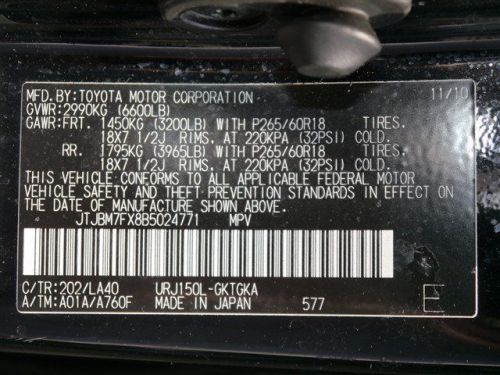 MFD. BY: TOYOTA MOTOR CORPORATION 11/10
GVWR: 2990KG (6600LB)
GAWR: FRT. 1450KG (3200LB) WITH P265/60R18 TIRES.
18X7 1/2J RIMS. AT 220KPA (32PSI) COLD.
RR. 1795KG (3965LB) WITH P265/60R18 TIRES.
18X7 1/2J RIMS. AT 220KPA (32PSI) COLD.
THIS VEHICLE CONFORMS TO ALL APPLICABLE FEDERAL MOTOR
VEHICLE SAFETY AND THEFT PREVENTION STANDARDS IN EFFECT ON
THE DATE OF MANUFACTURE SHOWN ABOVE.
JTJBM7FX8B5024771 MPV
C/TR: 202/LA40 URJ150L-GKTGKA
A/TM: A01A/A760F MADE IN JAPAN 577 E